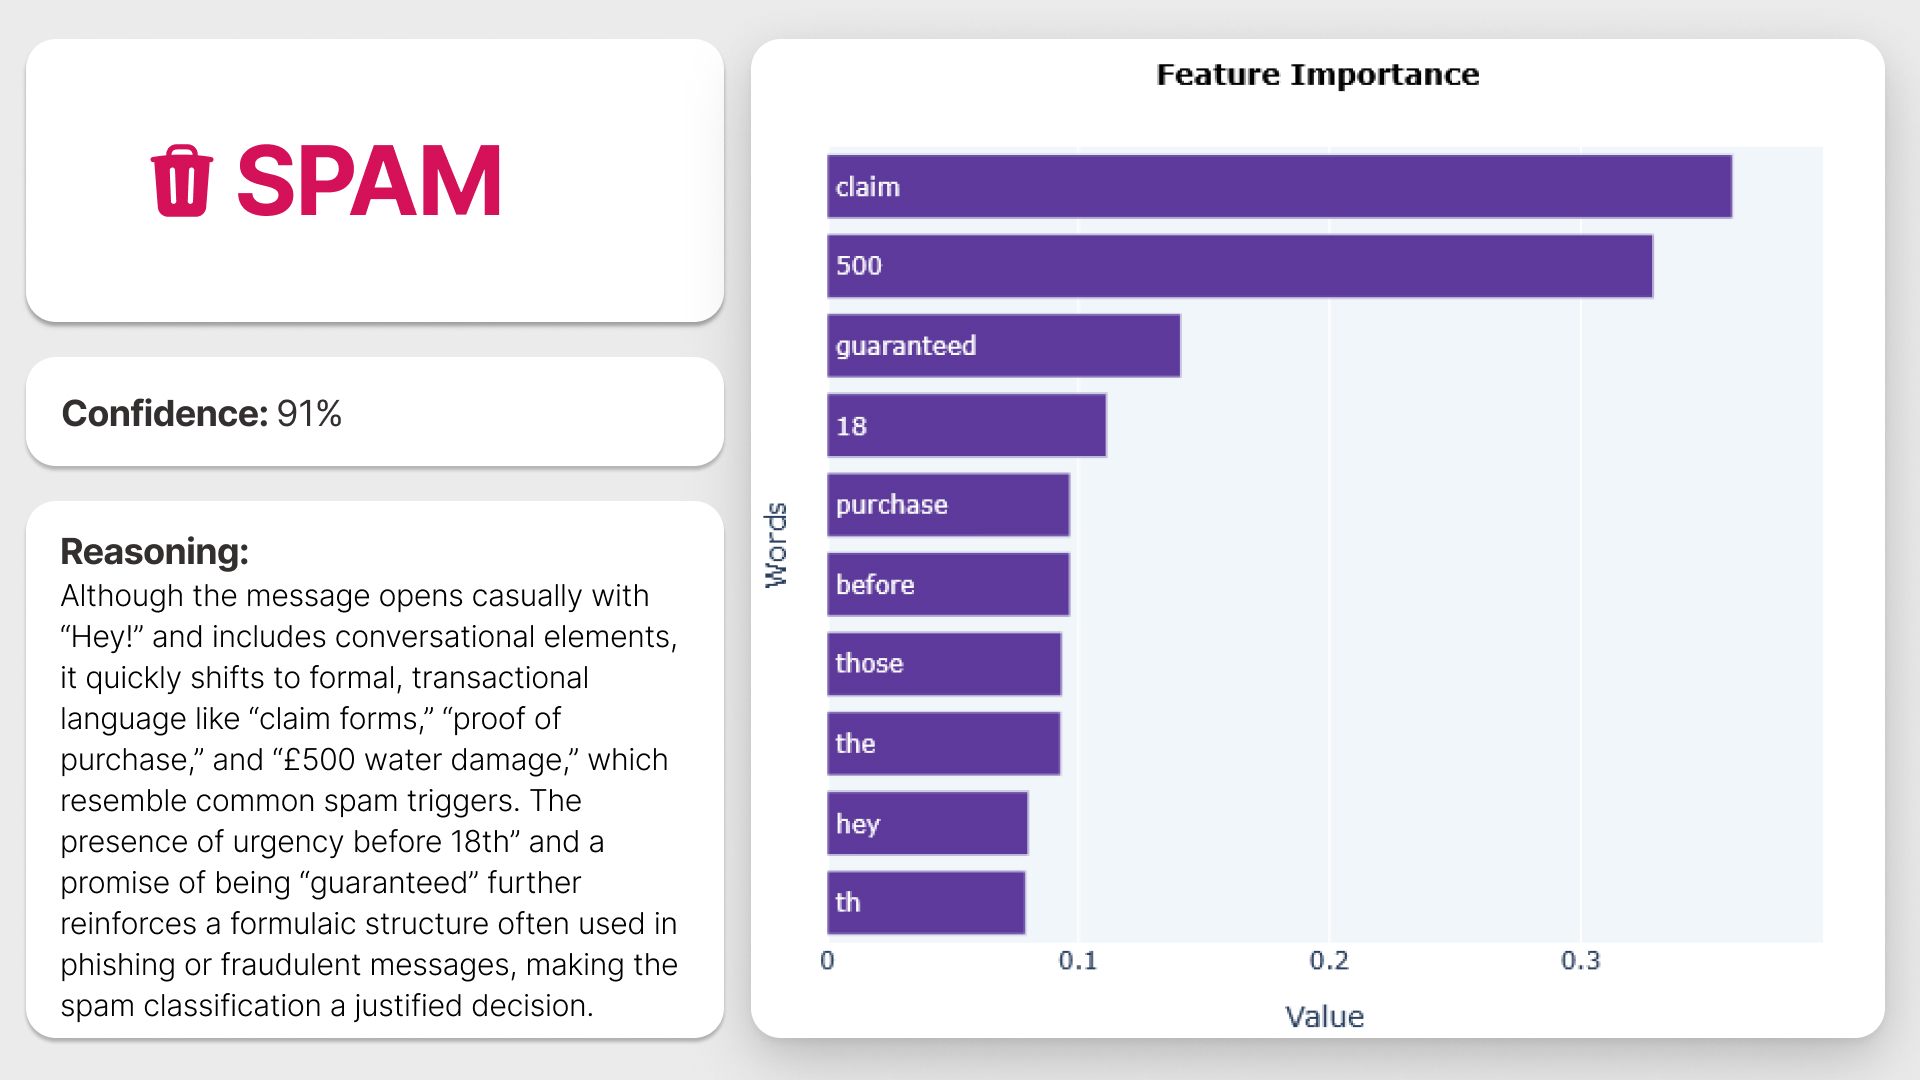 SPAM
Confidence: 91%
Reasoning:
Although the message opens casually with
“Hey!” and includes conversational elements,
it quickly shifts to formal, transactional
language like “claim forms,” “proof of
purchase,” and “£500 water damage,” which
resemble common spam triggers. The
presence of urgency before 18th” and a
promise of being “guaranteed” further
reinforces a formulaic structure often used in
phishing or fraudulent messages, making the
spam classification a justified decision.
Feature Importance
Words
claim
500
guaranteed
18
purchase
before
those
the
hey
th
0 0.1 0.2 0.3
Value